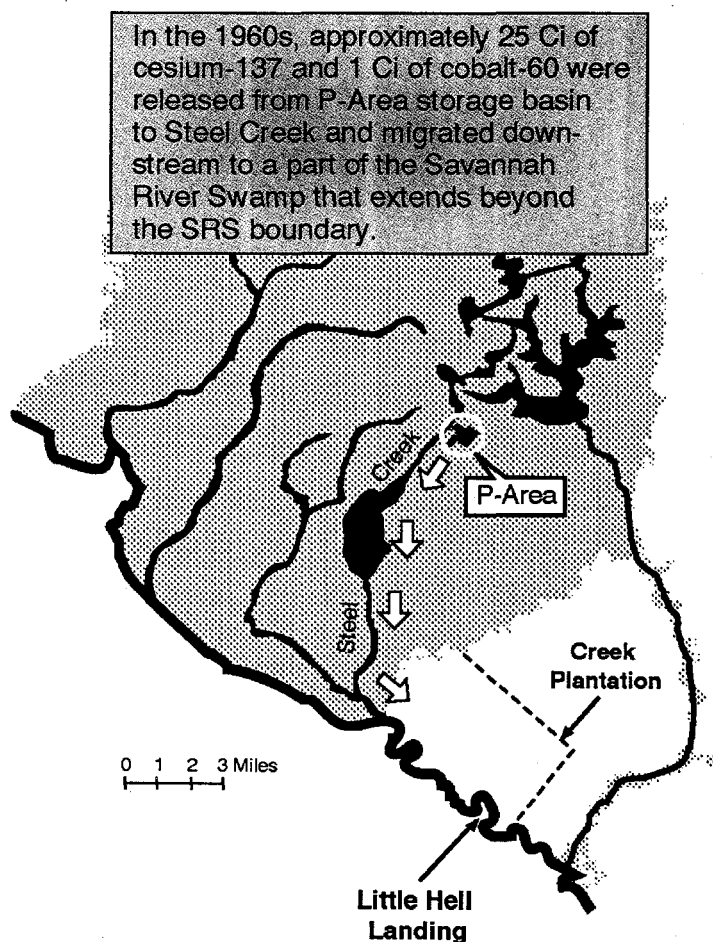 In the 1960s, approximately 25 Ci of
cesium-137 and 1 Ci of cobalt-60 were
released from P-Area storage basin
to Steel Creek and migrated down-
stream to a part of the Savannah
River Swamp that extends beyond
the SRS boundary.
Creek
P-Area
Steel
Creek
Plantation
0 1 2 3 Miles
Little Hell
Landing